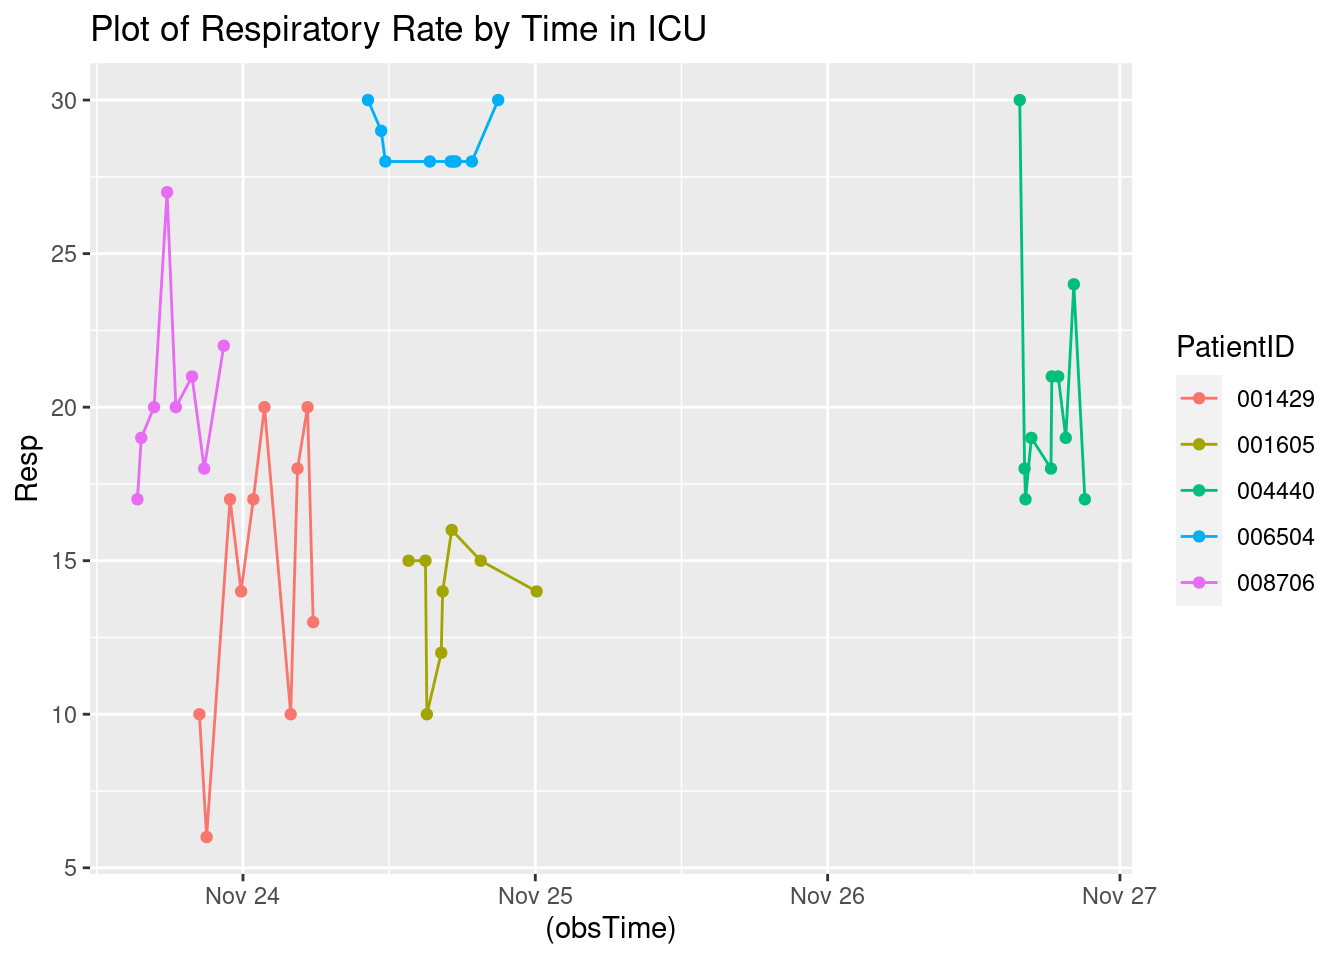 Plot of Respiratory Rate by Time in ICU
30
25
20
15
10
5
Resp
Nov 24
Nov 25
Nov 26
Nov 27
(obsTime)
PatientID
001429
001605
004440
006504
008706